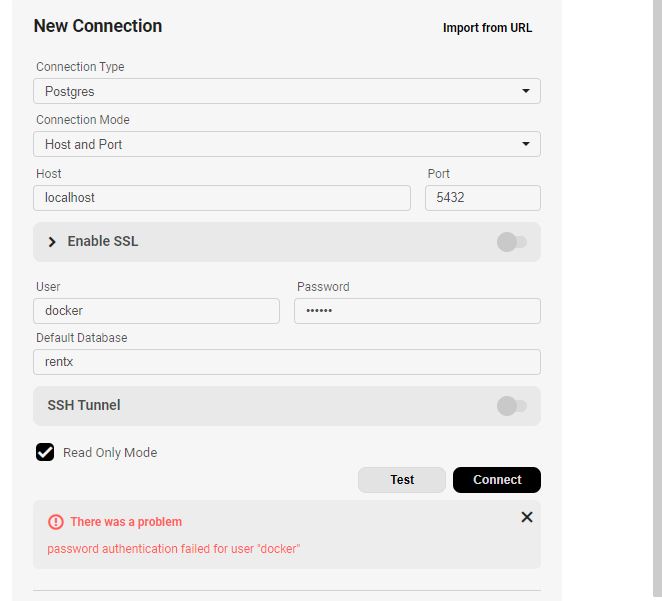 New Connection
Import from URL
Connection Type
Postgres
Connection Mode
Host and Port
Host
Port
localhost
5432
Enable SSL
User
Password
docker
••••••
Default Database
rentx
SSH Tunnel
Read Only Mode
Test
Connect
There was a problem
password authentication failed for user "docker"